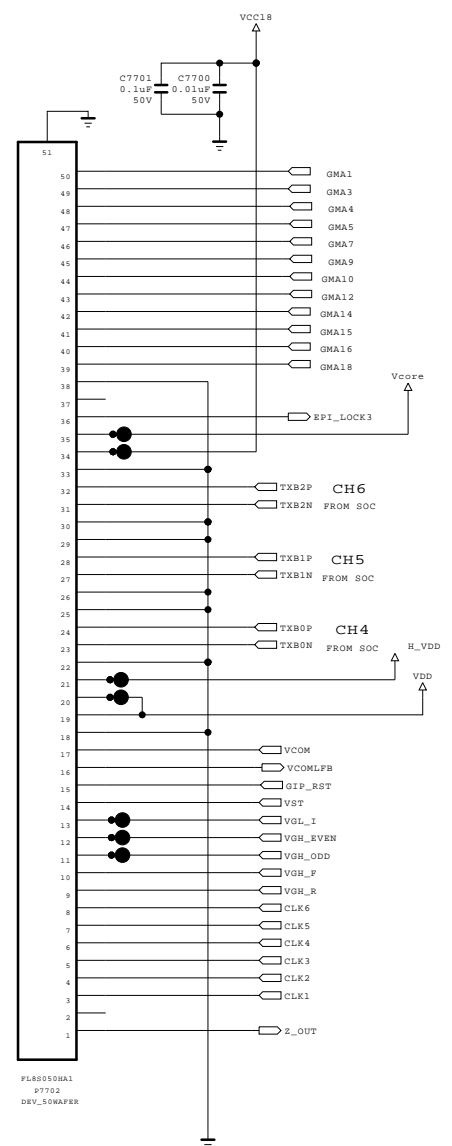 VCC18
C7701
0.1uF
50V
C7700
0.01uF
50V
51
50 GMA1
49 GMA3
48 GMA4
47 GMA5
46 GMA7
45 GMA9
44 GMA10
43 GMA12
42 GMA14
41 GMA15
40 GMA16
39 GMA18
38
Vcore
37
36 EPI_LOCK3
35
34
33
32 TXB2P CH6
31 TXB2N FROM SOC
30
29
28 TXB1P CH5
27 TXB1N FROM SOC
26
25
24 TXB0P CH4
23 TXB0N FROM SOC
H_VDD
22
21
VDD
20
19
18
17 VCOM
16 VCOMLFB
15 GIP_RST
14 VST
13 VGL_I
12 VGH_EVEN
11 VGH_ODD
10 VGH_F
9 VGH_R
8 CLK6
7 CLK5
6 CLK4
5 CLK3
4 CLK2
3 CLK1
2
1 Z_OUT
FL8S050HA1
P7702
DEV_50WAFER